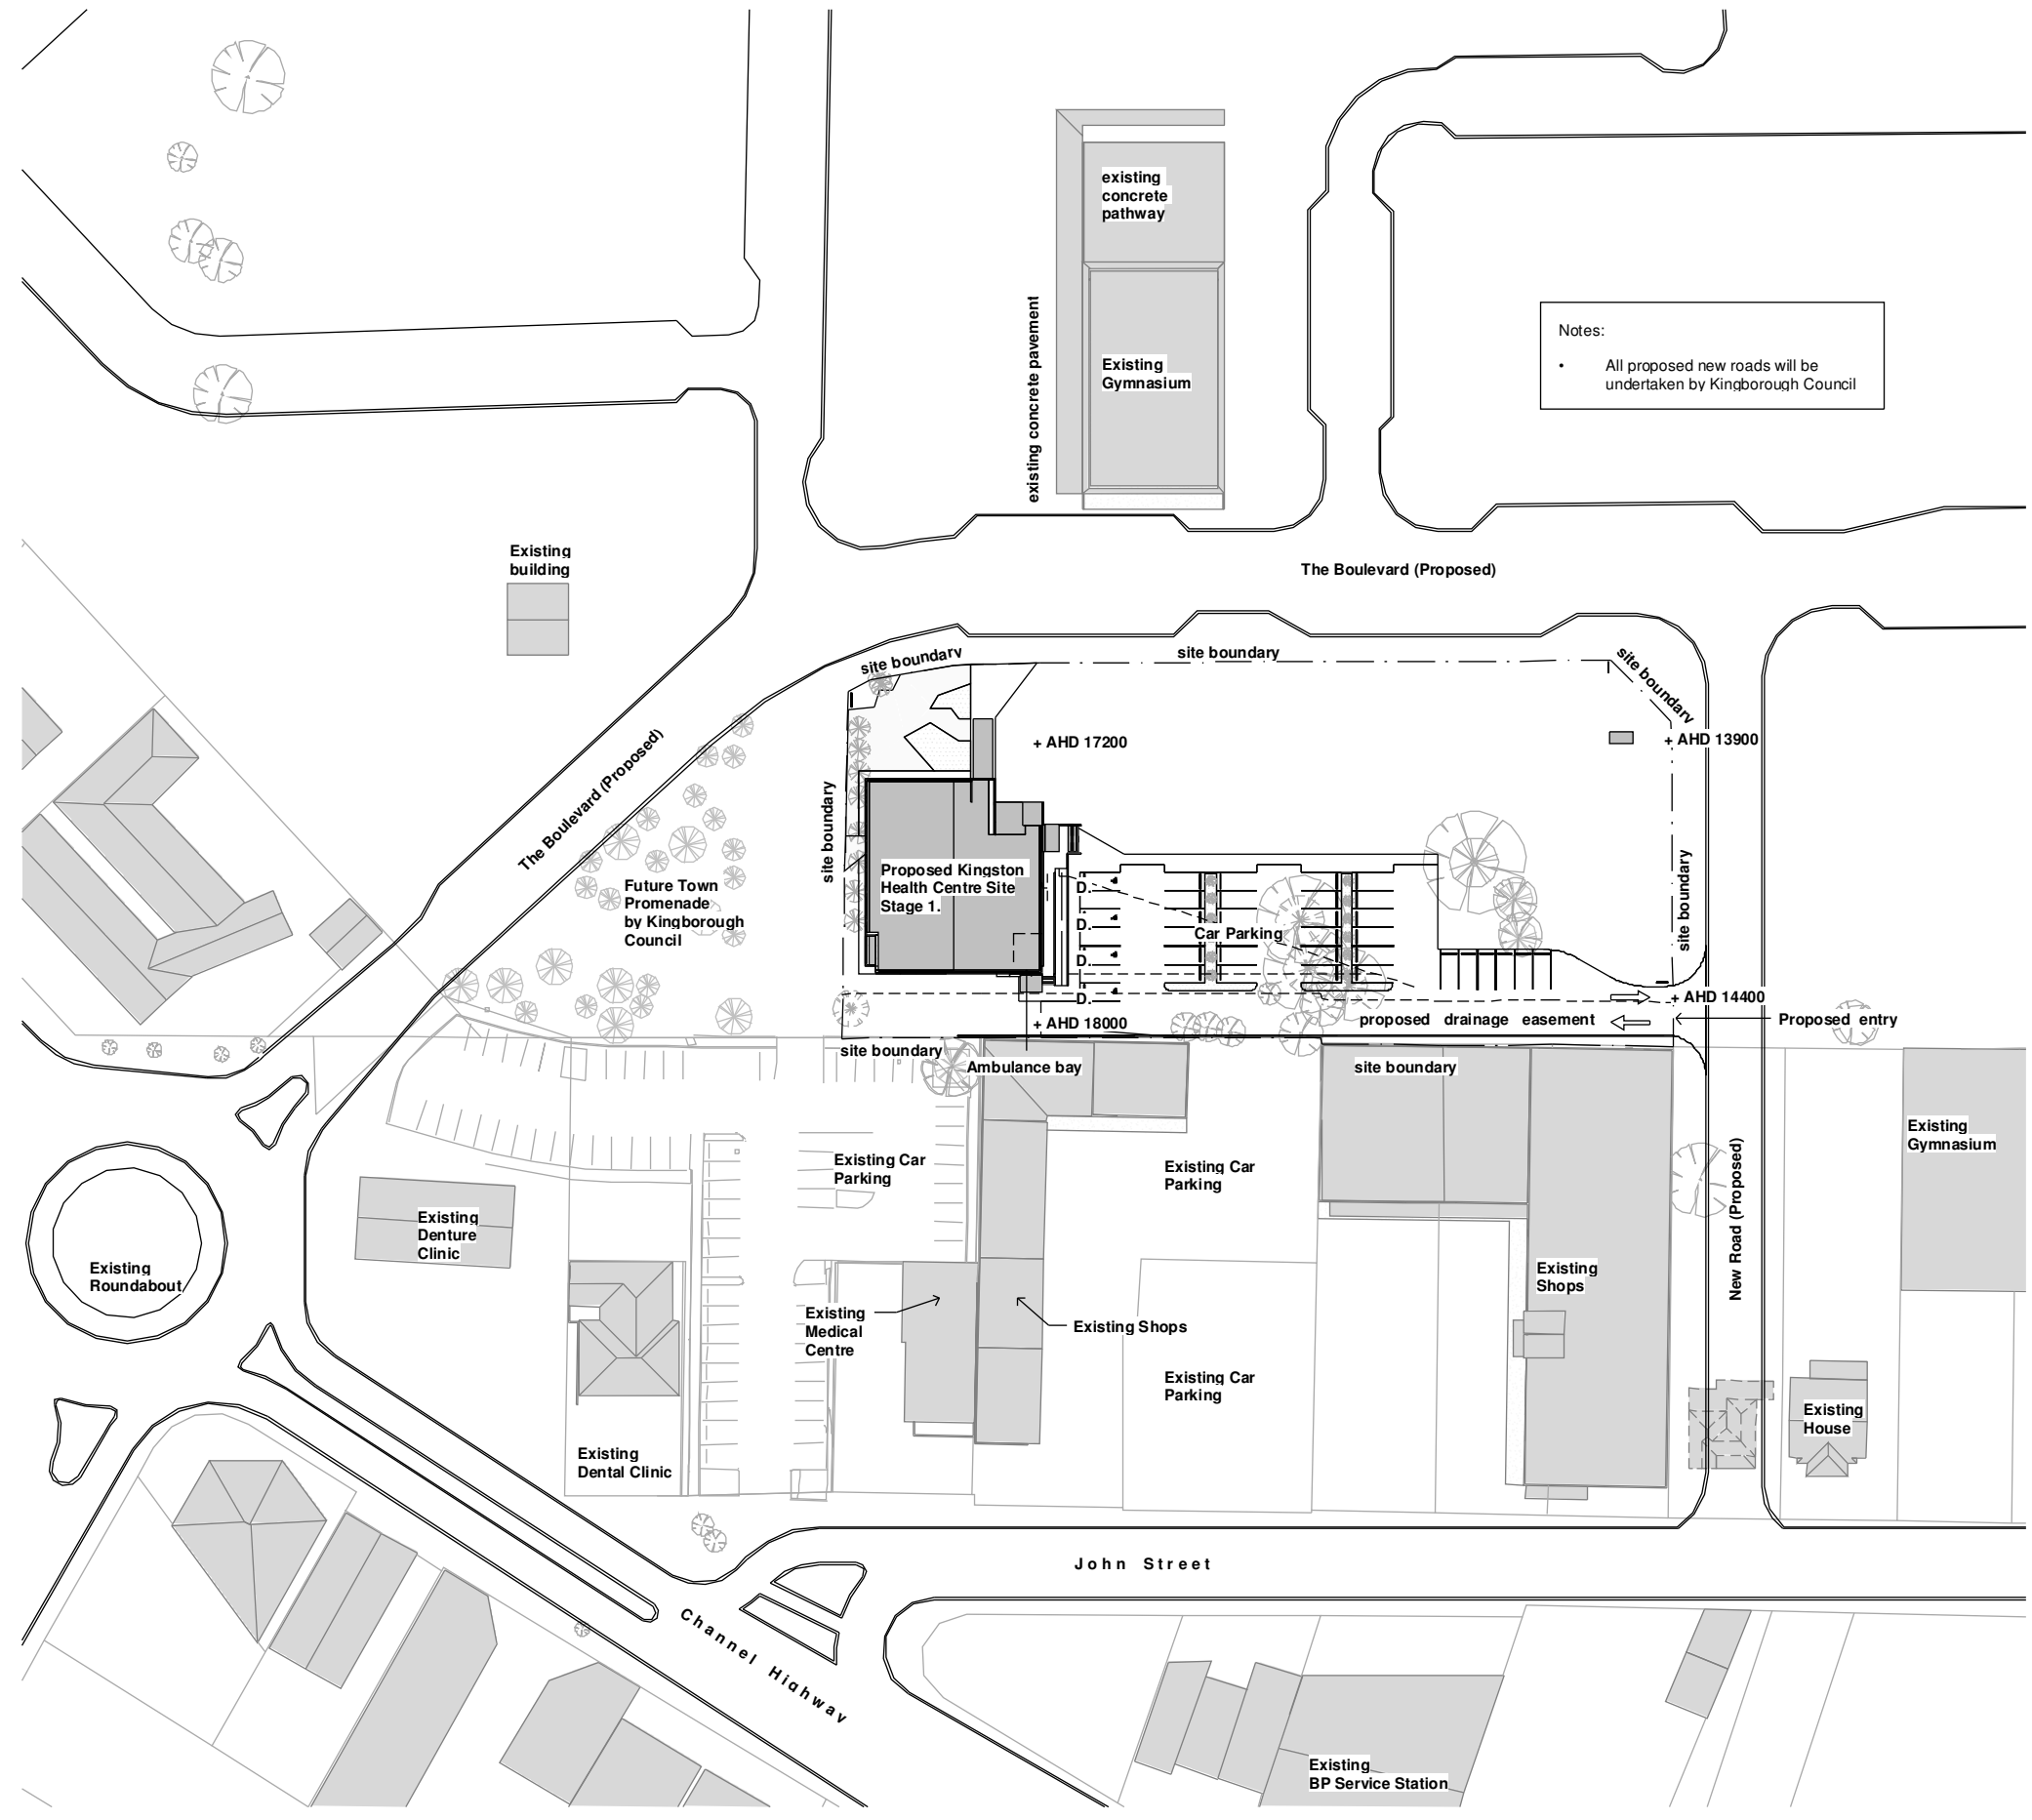 existing
concrete
pathway
existing concrete pavement
Existing
Gymnasium
Notes:
• All proposed new roads will be
undertaken by Kingborough Council
Existing
building
The Boulevard (Proposed)
site boundary
site boundary
site boundary
+ AHD 17200
+ AHD 13900
The Boulevard (Proposed)
site boundary
Proposed Kingston
Health Centre Site
Stage 1.
Future Town
Promenade
by Kingborough
Council
D.
D.
D.
D.
Car Parking
site boundary
+ AHD 14400
+ AHD 18000
proposed drainage easement
Proposed entry
site boundary
Ambulance bay
site boundary
Existing
Gymnasium
Existing Car
Parking
Existing Car
Parking
New Road (Proposed)
Existing
Denture
Clinic
Existing
Roundabout
Existing
Shops
Existing
Medical
Centre
Existing Shops
Existing Car
Parking
Existing
House
Existing
Dental Clinic
John Street
Channel Highway
Existing
BP Service Station